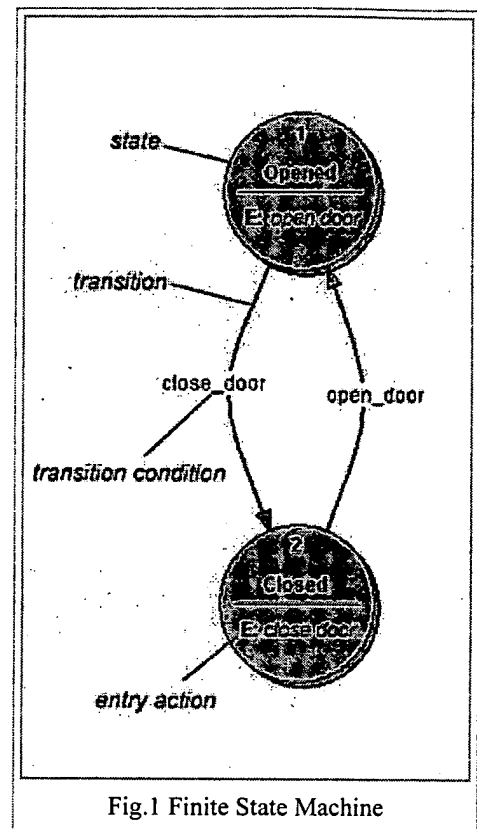 1
state
Opened
E: open door
transition
close_door
open_door
transition condition
2
Closed
E: close door
entry action
Fig.1 Finite State Machine